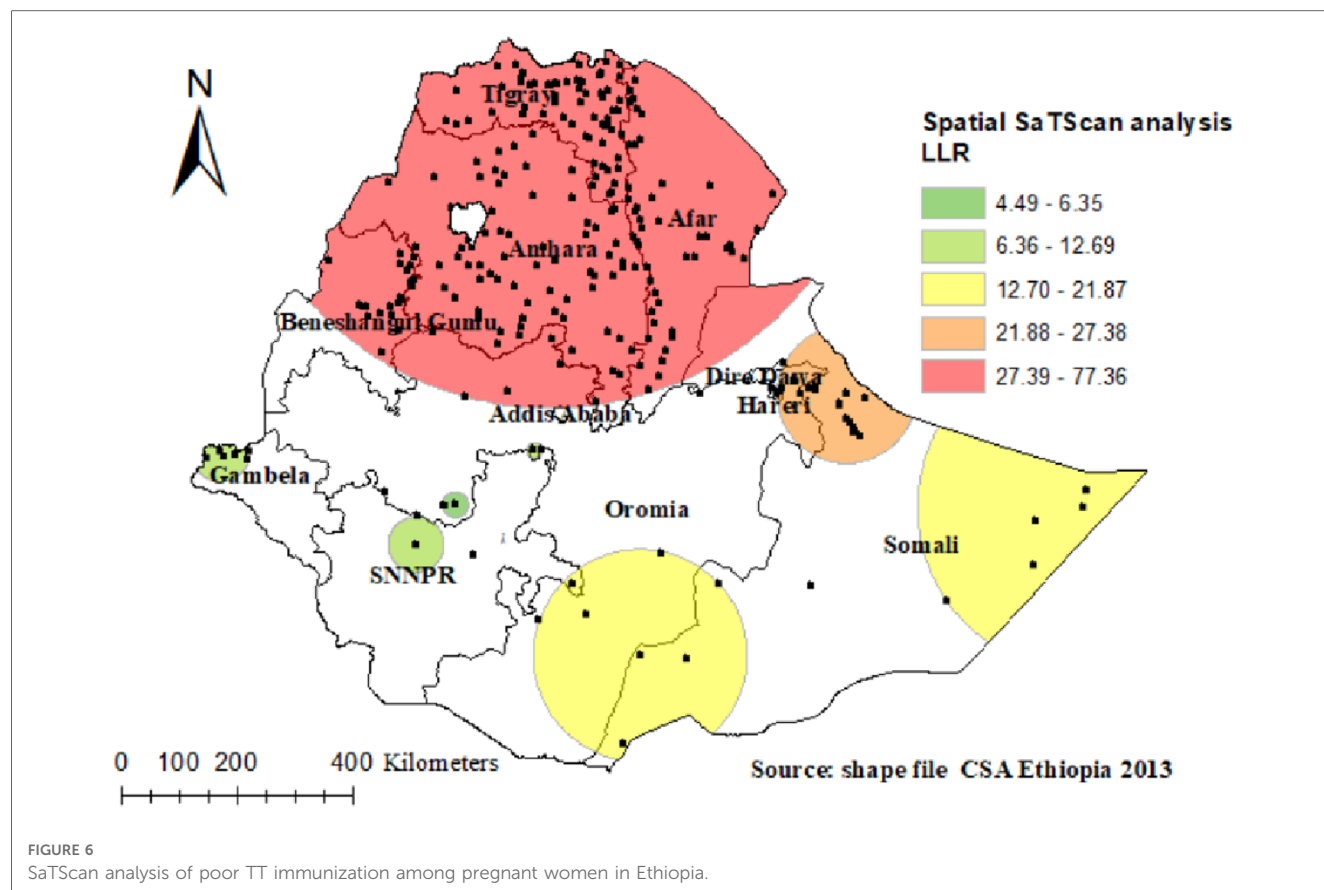 N
Tigray
Amhara
Afar
Beneshangul Gumu
Addis Ababa
Dire Dawa
Hareri
Gambela
Oromia
Somali
SNNPR
Spatial SaTScan analysis
LLR
4.49 - 6.35
6.36 - 12.69
12.70 - 21.87
21.88 - 27.38
27.39 - 77.36
0 100 200 400 Kilometers
Source: shape file CSA Ethiopia 2013
FIGURE 6
SaTScan analysis of poor TT immunization among pregnant women in Ethiopia.